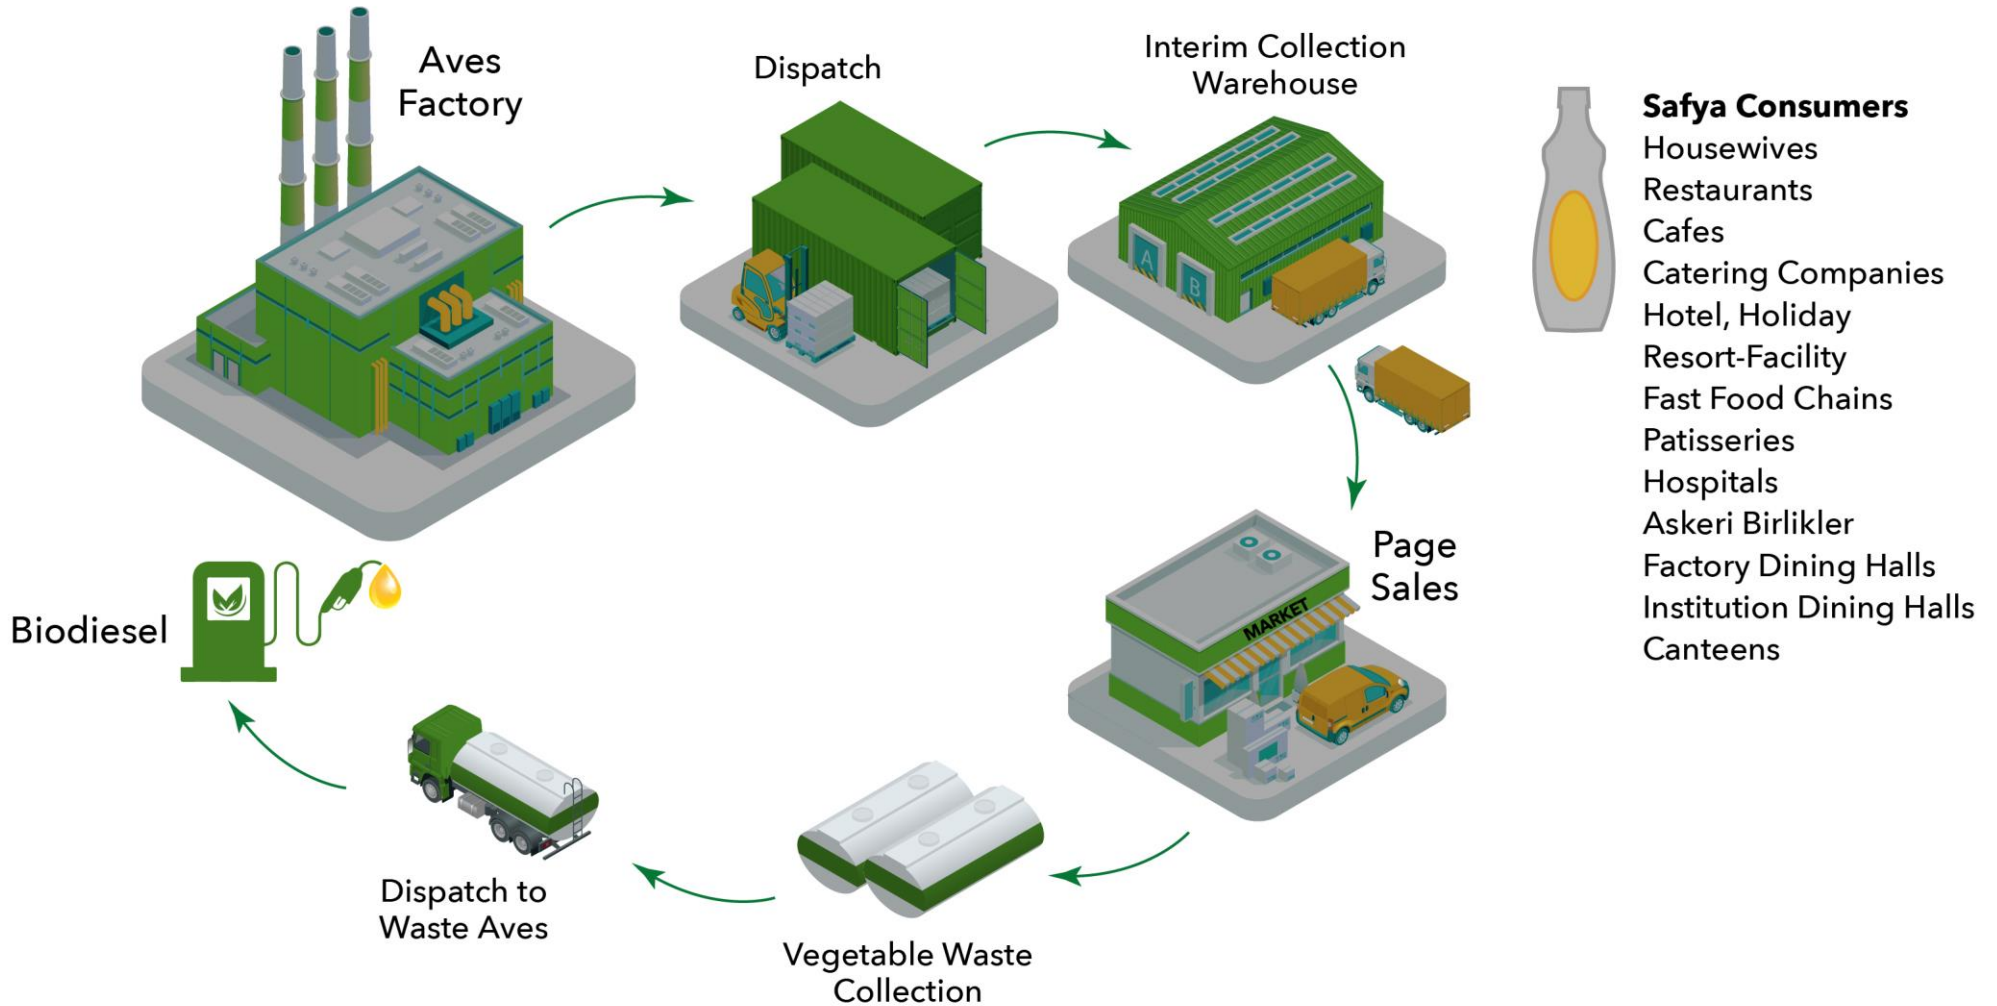 Aves
Factory
Dispatch
Interim Collection
Warehouse
A
B
Page
Sales
MARKET
Vegetable Waste
Collection
Dispatch to
Waste Aves
Biodiesel
Safya Consumers
Housewives
Restaurants
Cafes
Catering Companies
Hotel, Holiday
Resort-Facility
Fast Food Chains
Patisseries
Hospitals
Askeri Birlikler
Factory Dining Halls
Institution Dining Halls
Canteens